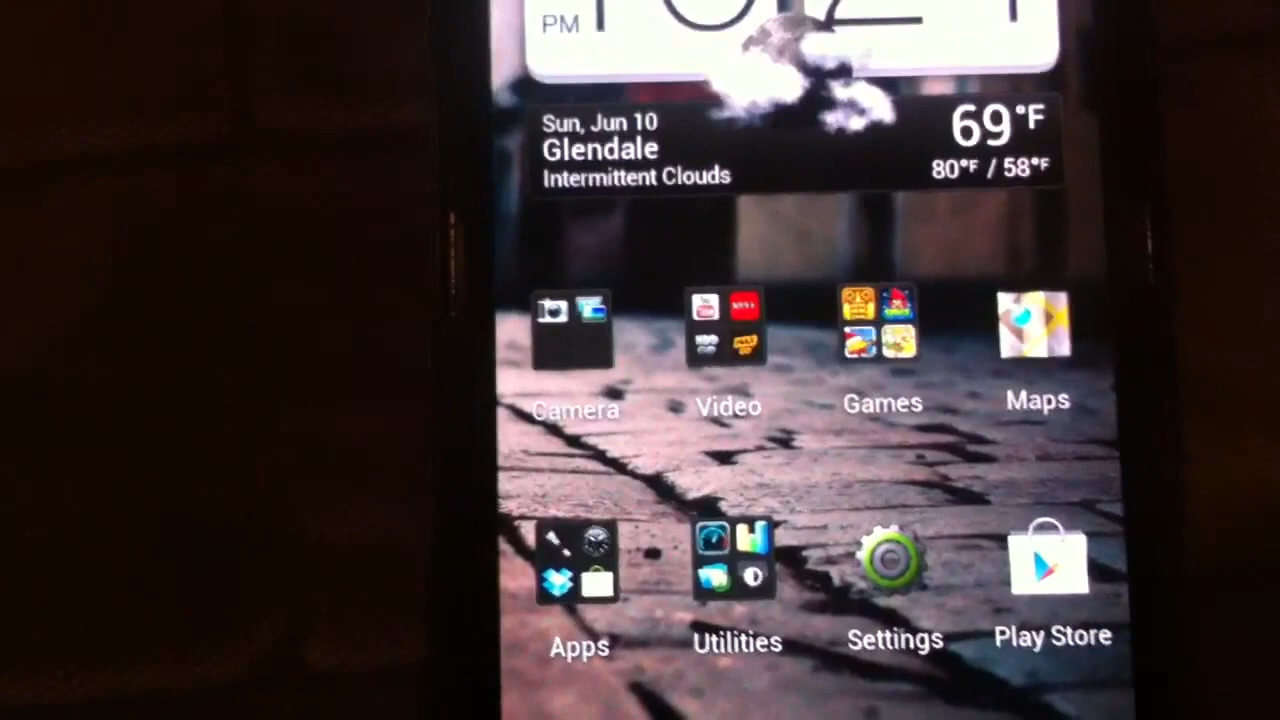 PM
Sun, Jun 10
Glendale
Intermittent Clouds
69°F
80°F / 58°F
Camera
Video
Games
Maps
Apps
Utilities
Settings
Play Store